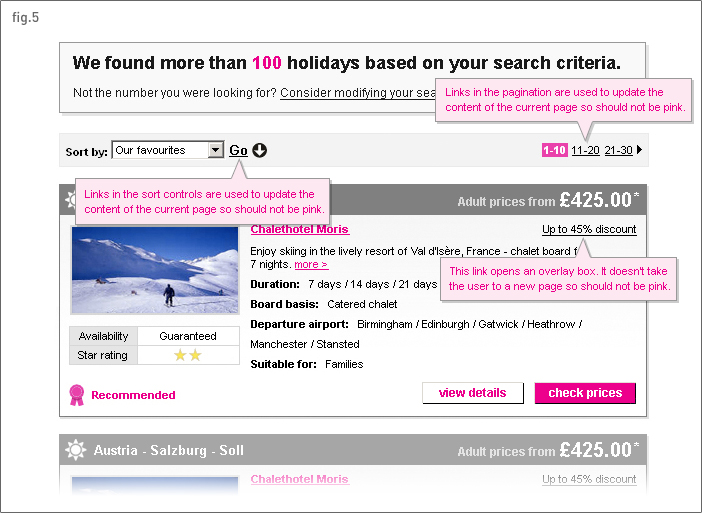 fig.5
We found more than 100 holidays based on your search criteria.
Not the number you were looking for? Consider modifying your sea
Links in the pagination are used to update the
content of the current page so should not be pink.
Sort by: Our favourites Go 1-10 11-20 21-30
Links in the sort controls are used to update the
content of the current page so should not be pink.
Adult prices from £425.00*
Chalethotel Moris Up to 45% discount
Enjoy skiing in the lively resort of Val d'Isère, France - chalet board f
7 nights. more >
This link opens an overlay box. It doesn't take
the user to a new page so should not be pink.
Duration: 7 days / 14 days / 21 days
Board basis: Catered chalet
Departure airport: Birmingham / Edinburgh / Gatwick / Heathrow /
Manchester / Stansted
Suitable for: Families
Availability Guaranteed
Star rating
Recommended view details check prices
Austria - Salzburg - Soll Adult prices from £425.00*
Chalethotel Moris Up to 45% discount